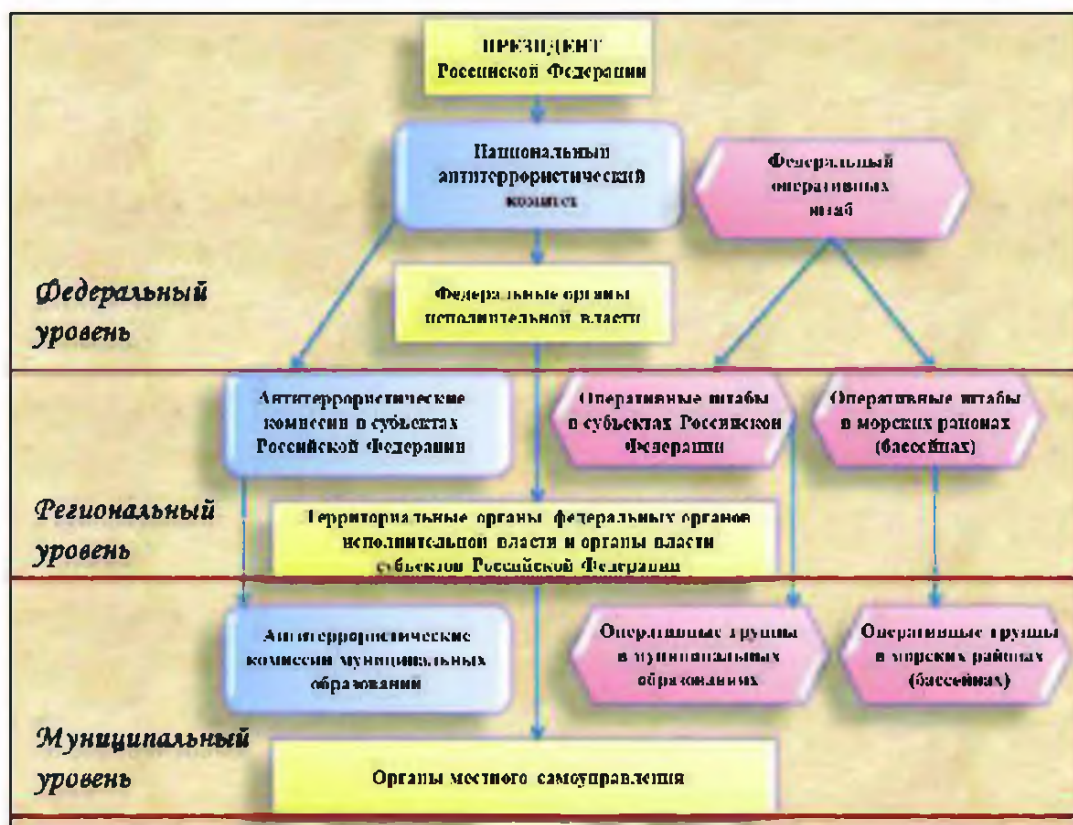 ПРЕЗИДЕНТ
Российской Федерации
Национальный
антитеррористический
комитет
Федеральный
оперативных
штаб
Федеральный
уровень
Федеральные органы
исполнительной власти
Антитеррористические
комиссии в субъектах
Российской Федерации
Оперативные штабы
в субъектах Российской
Федерации
Оперативные штабы
в морских районах
(бассейнах)
Региональный
уровень
Территориальные органы федеральных органов
исполнительной власти и органы власти
субъектов Российской Федерации
Антитеррористические
комиссии муниципальных
образований
Оперативные группы
в муниципальных
образованиях
Оперативные группы
в морских районах
(бассейнах)
Муниципальный
уровень
Органы местного самоуправления